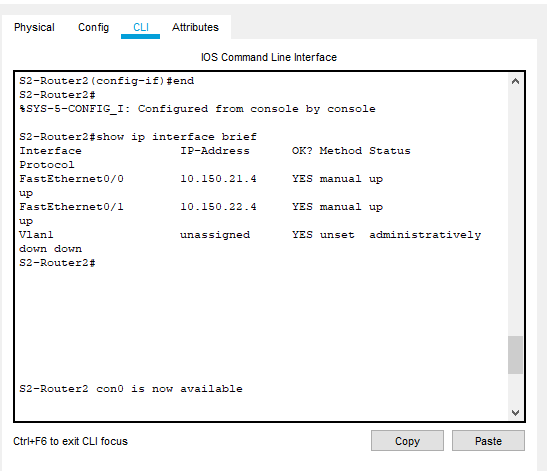 Physical Config CLI Attributes
IOS Command Line Interface
S2-Router2(config-if)#end
S2-Router2#
%SYS-5-CONFIG_I: Configured from console by console
S2-Router2#show ip interface brief
Interface IP-Address OK? Method Status
Protocol
FastEthernet0/0 10.150.21.4 YES manual up
up
FastEthernet0/1 10.150.22.4 YES manual up
up
Vlan1 unassigned YES unset administratively
down down
S2-Router2#
S2-Router2 con0 is now available
Ctrl+F6 to exit CLI focus Copy Paste